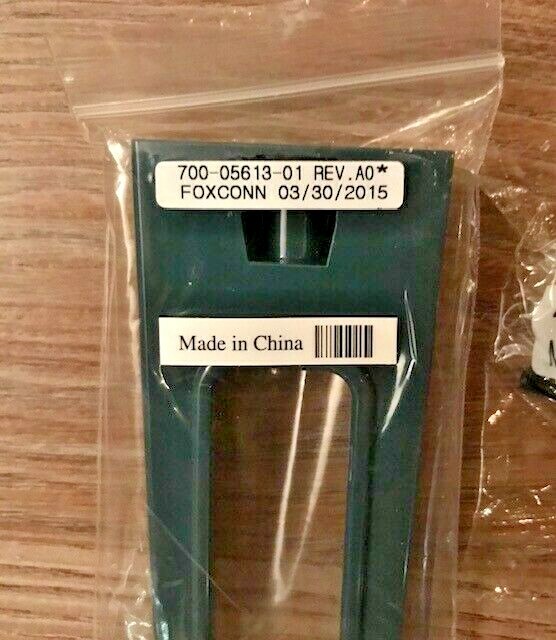 700-05613-01 REV.A0*
FOXCONN 03/30/2015
Made in China